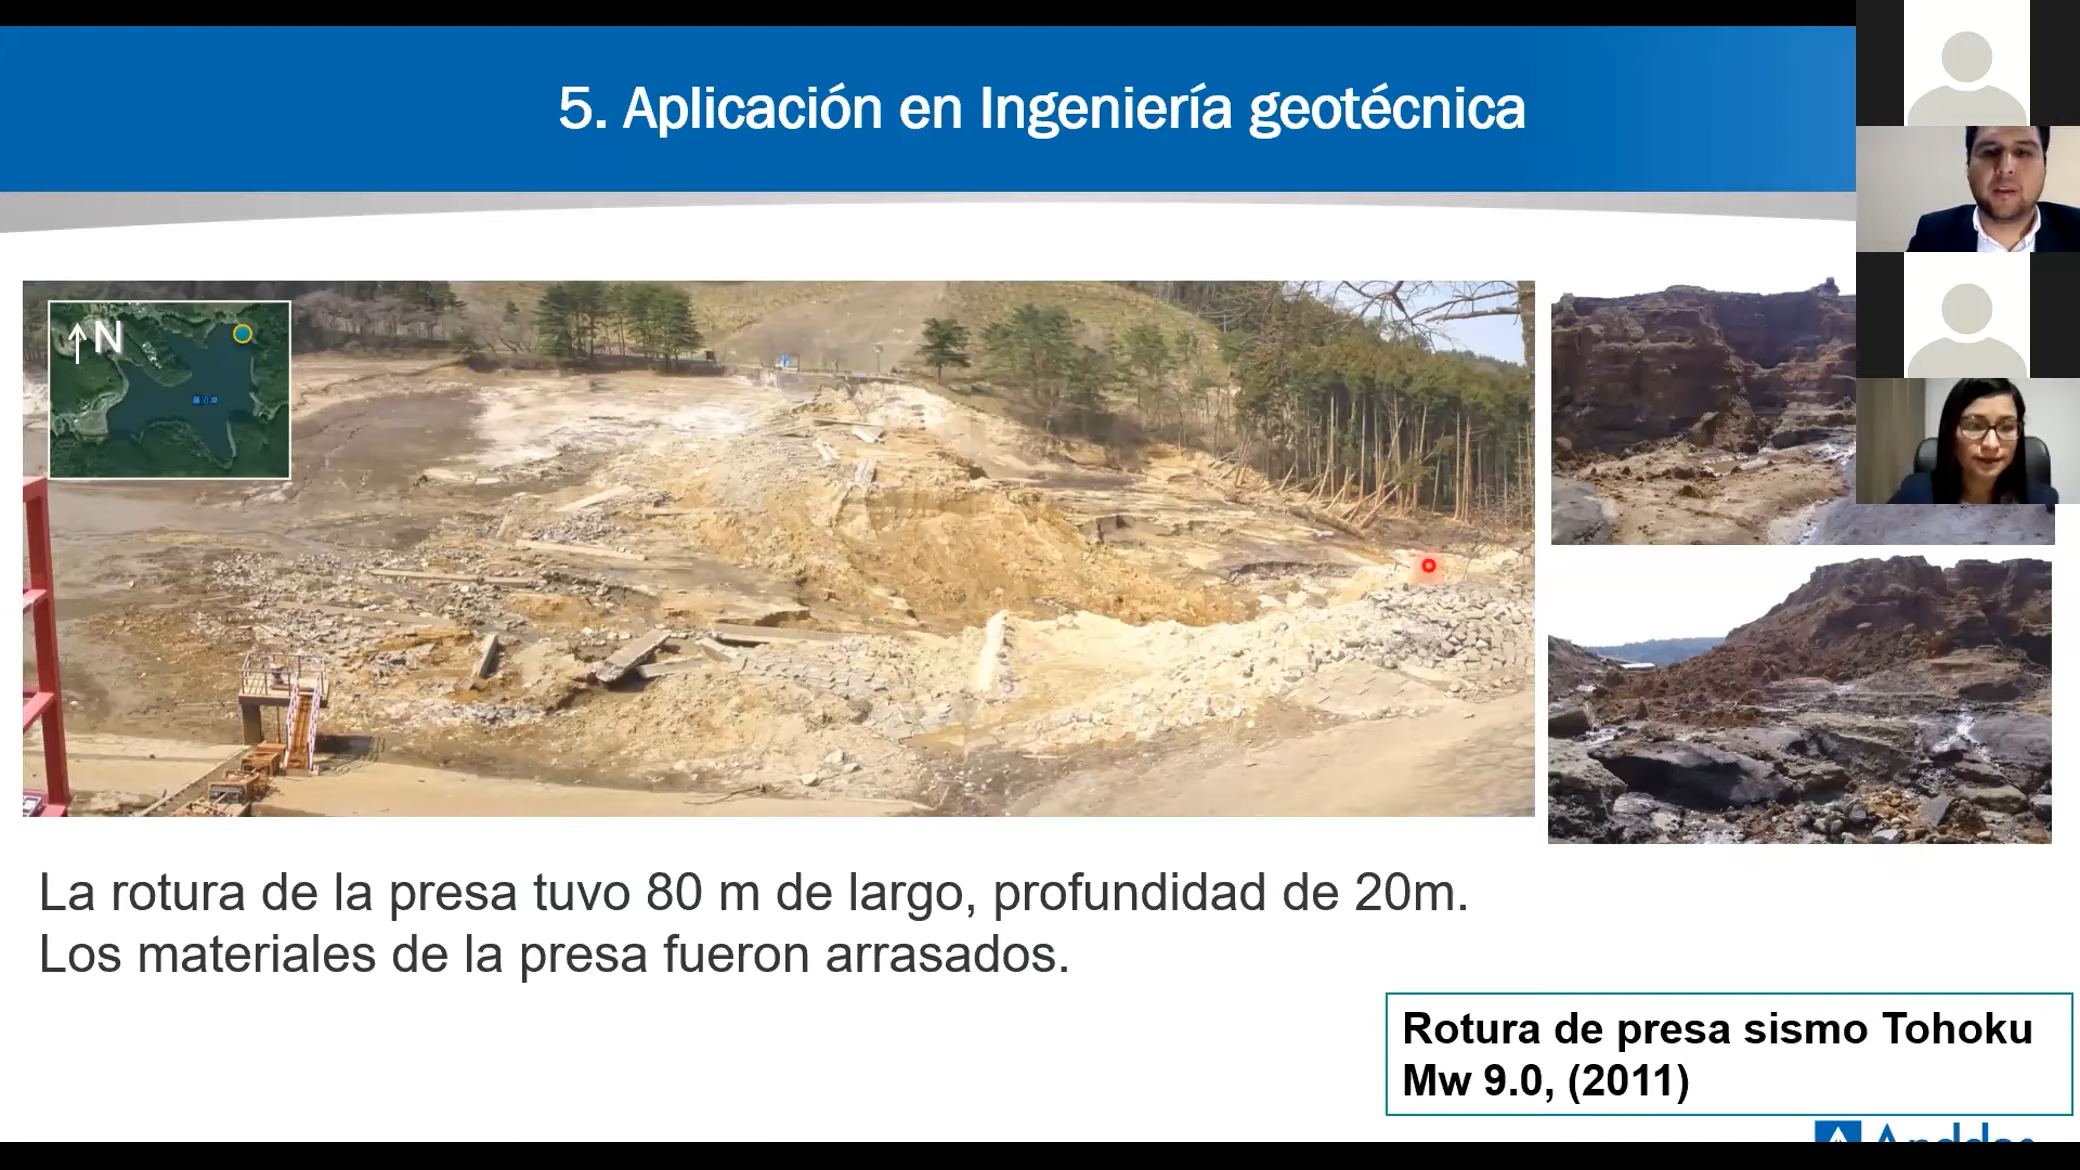 5. Aplicación en Ingeniería geotécnica
N
La rotura de la presa tuvo 80 m de largo, profundidad de 20m.
Los materiales de la presa fueron arrasados.
Rotura de presa sismo Tohoku
Mw 9.0, (2011)